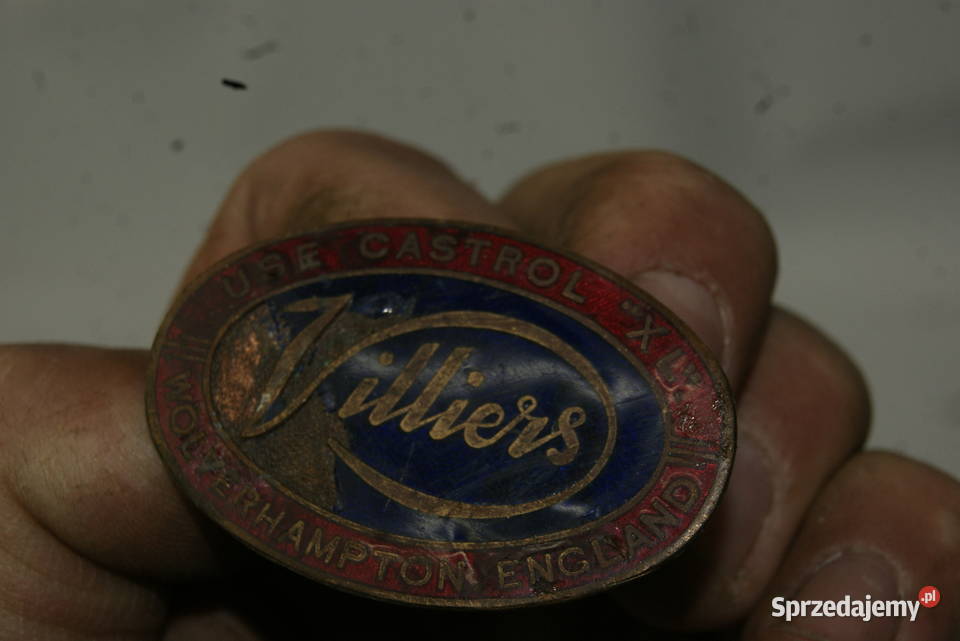 USE CASTROL "XL"
Villiers
WOLVERHAMPTON ENGLAND
Sprzedajemy.pl